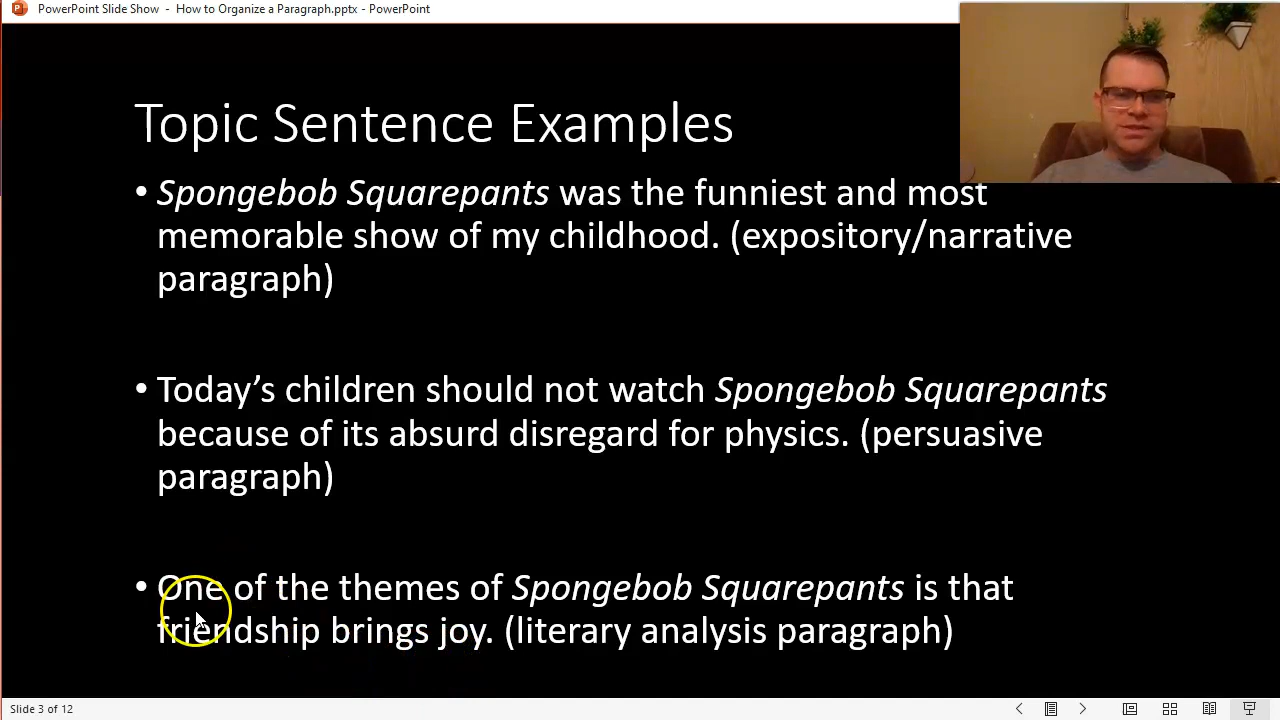 PowerPoint Slide Show - How to Organize a Paragraph.pptx - PowerPoint
Topic Sentence Examples
• Spongebob Squarepants was the funniest and most
memorable show of my childhood. (expository/narrative
paragraph)
• Today’s children should not watch Spongebob Squarepants
because of its absurd disregard for physics. (persuasive
paragraph)
• One of the themes of Spongebob Squarepants is that
friendship brings joy. (literary analysis paragraph)
Slide 3 of 12